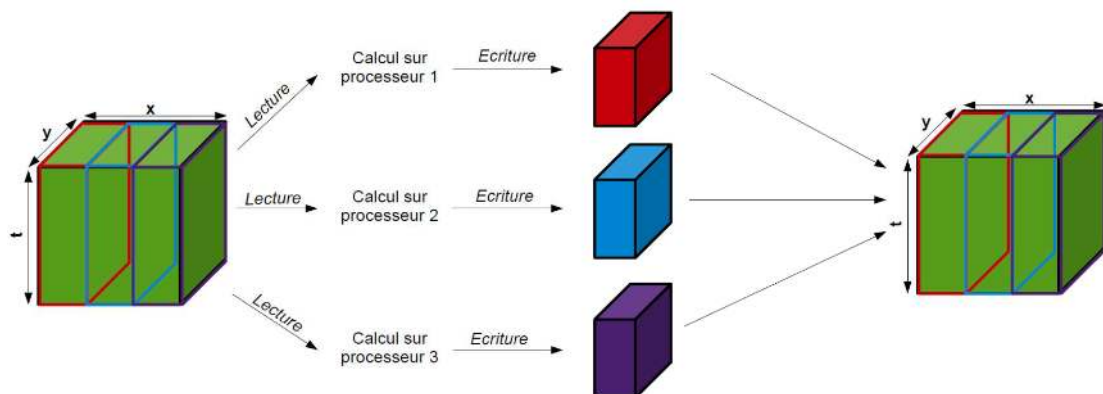 x
y
t
Lecture
Calcul sur
processeur 1
Ecriture
Lecture
Calcul sur
processeur 2
Ecriture
Lecture
Calcul sur
processeur 3
Ecriture
x
y
t